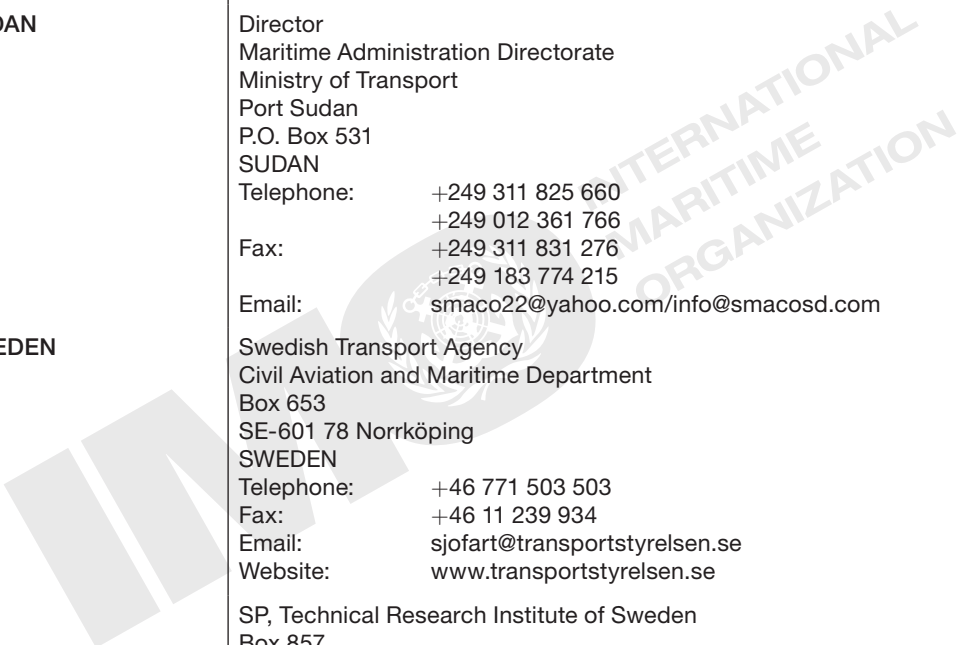 DAN
Director
Maritime Administration Directorate
Ministry of Transport
Port Sudan
P.O. Box 531
SUDAN
Telephone: +249 311 825 660
+249 012 361 766
Fax: +249 311 831 276
+249 183 774 215
Email: smaco22@yahoo.com/info@smacosd.com
EDEN
Swedish Transport Agency
Civil Aviation and Maritime Department
Box 653
SE-601 78 Norrköping
SWEDEN
Telephone: +46 771 503 503
Fax: +46 11 239 934
Email: sjofart@transportstyrelsen.se
Website: www.transportstyrelsen.se
SP, Technical Research Institute of Sweden
Box 857
IMO
INTERNATIONAL
MARITIME
ORGANIZATION